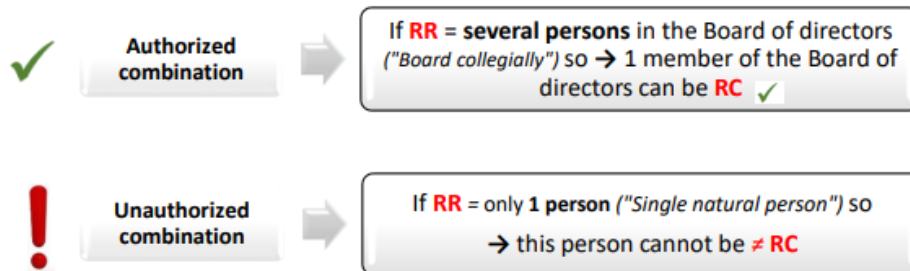 Authorized
combination
If RR = several persons in the Board of directors
("Board collegially") so → 1 member of the Board of
directors can be RC ✓
Unauthorized
combination
If RR = only 1 person ("Single natural person") so
→ this person cannot be ≠ RC